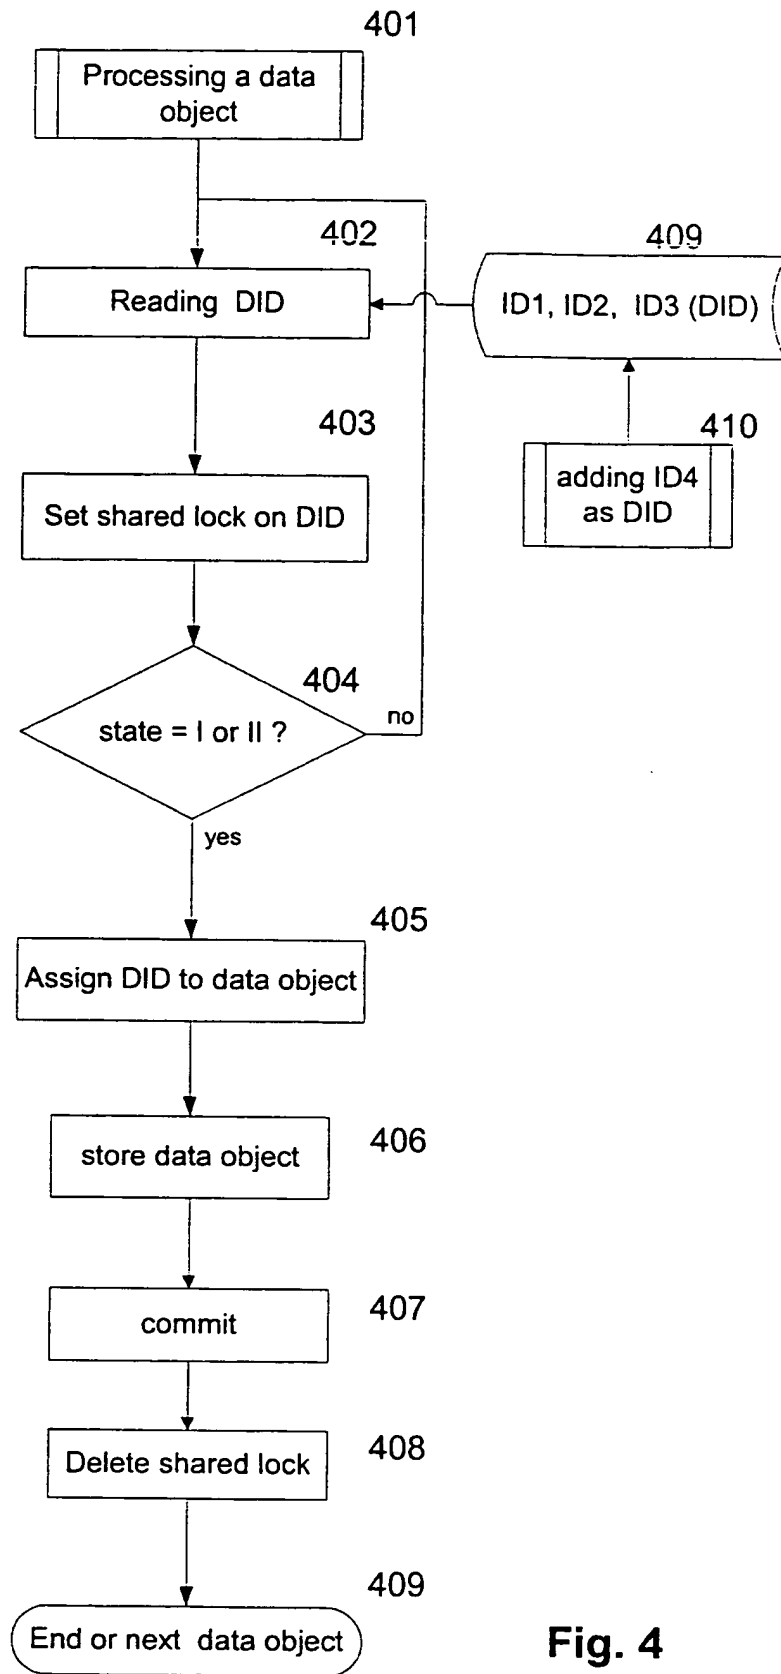 401
Processing a data
object
402
Reading DID
409
ID1, ID2, ID3 (DID)
403
410
adding ID4
as DID
Set shared lock on DID
404
state = I or II ?
no
yes
405
Assign DID to data object
406
store data object
407
commit
408
Delete shared lock
409
End or next data object
Fig. 4